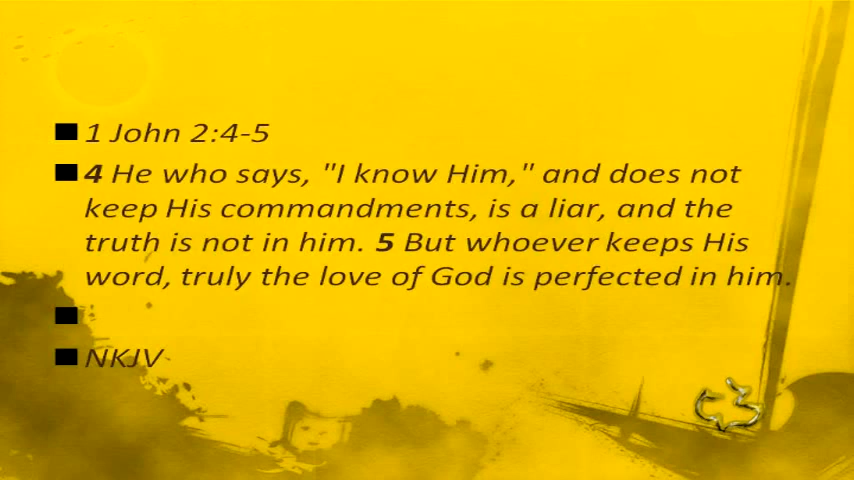 1 John 2:4-5
4 He who says, "I know Him," and does not
keep His commandments, is a liar, and the
truth is not in him. 5 But whoever keeps His
word, truly the love of God is perfected in him.
NKJV
C3